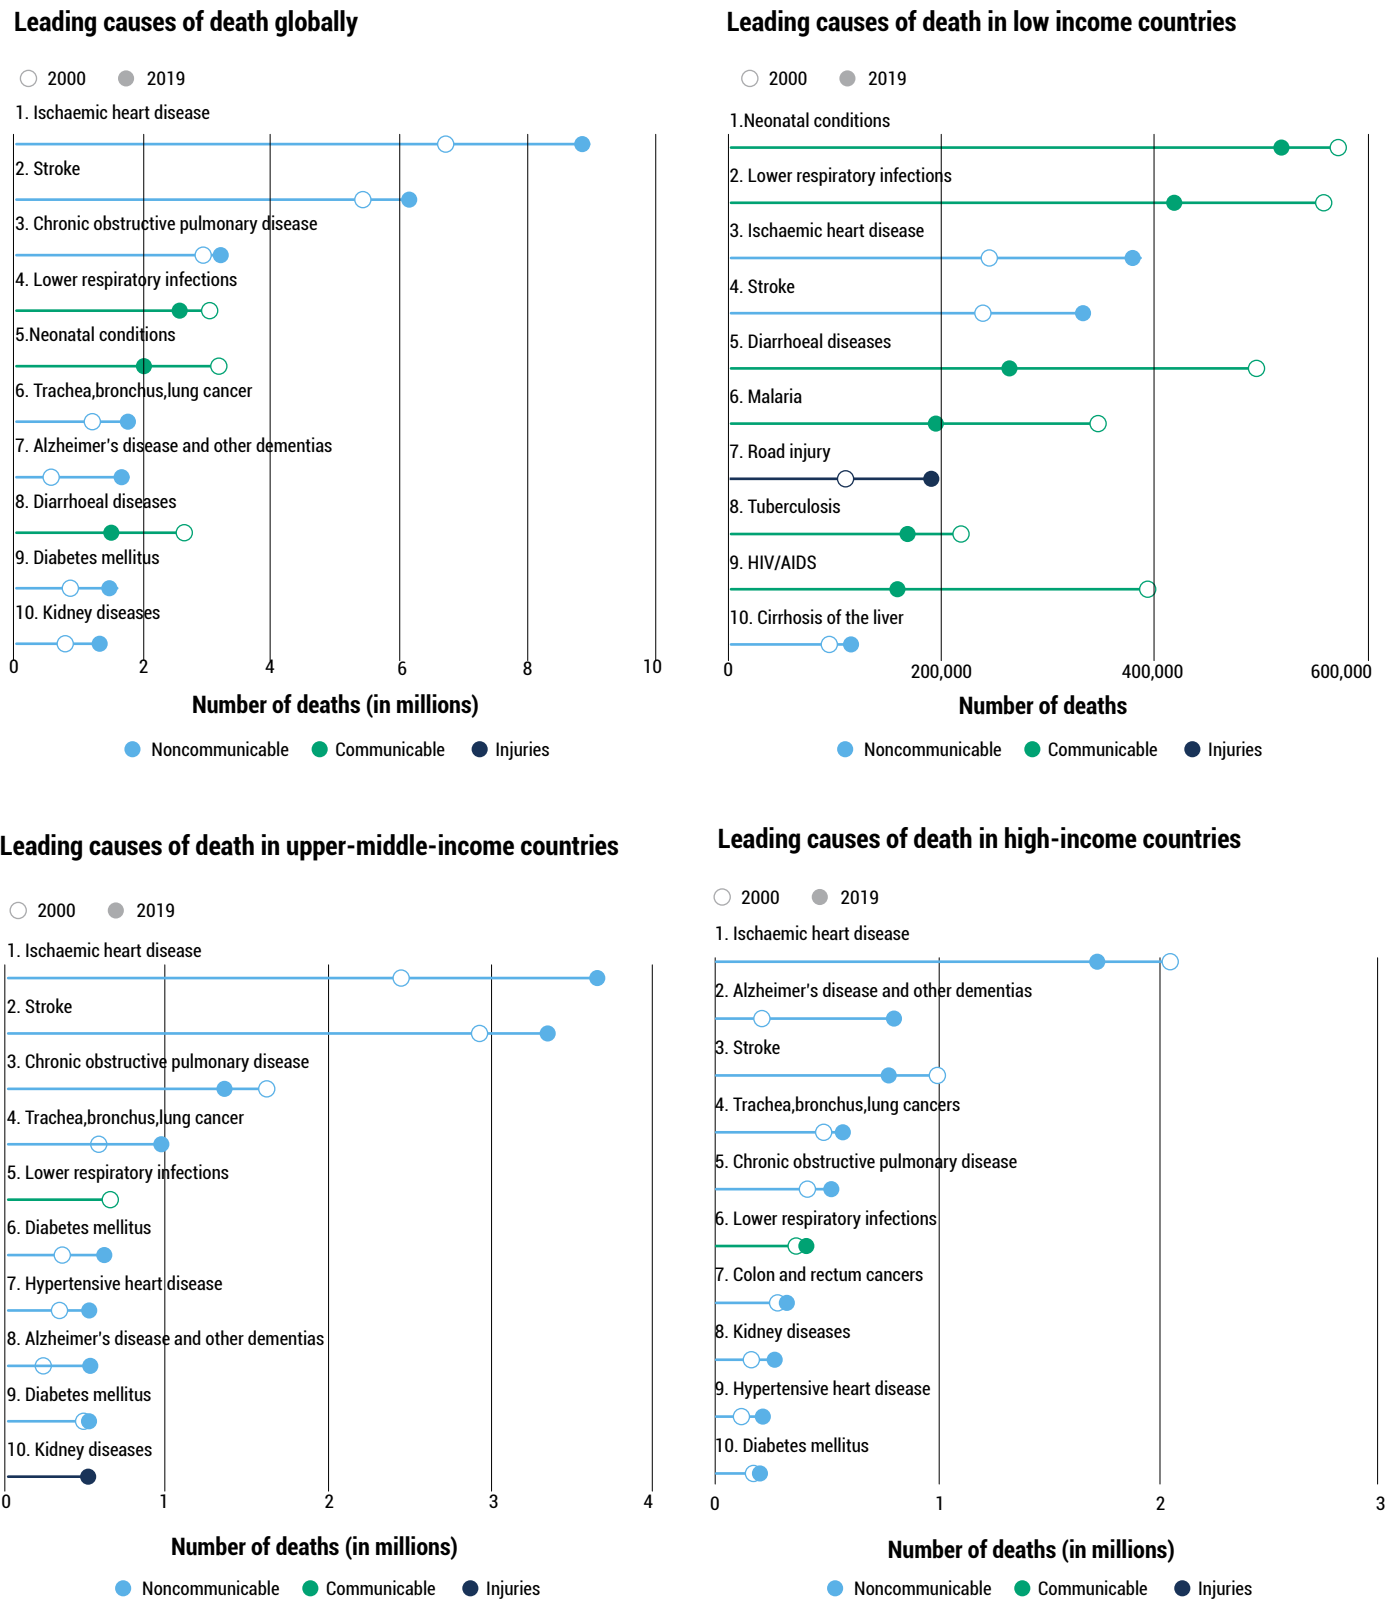 Leading causes of death globally
2000 2019
1. Ischaemic heart disease
2. Stroke
3. Chronic obstructive pulmonary disease
4. Lower respiratory infections
5.Neonatal conditions
6. Trachea,bronchus,lung cancer
7. Alzheimer's disease and other dementias
8. Diarrhoeal diseases
9. Diabetes mellitus
10. Kidney diseases
0 2 4 6 8 10
Number of deaths (in millions)
Noncommunicable Communicable Injuries
Leading causes of death in low income countries
2000 2019
1.Neonatal conditions
2. Lower respiratory infections
3. Ischaemic heart disease
4. Stroke
5. Diarrhoeal diseases
6. Malaria
7. Road injury
8. Tuberculosis
9. HIV/AIDS
10. Cirrhosis of the liver
0 200,000 400,000 600,000
Number of deaths
Noncommunicable Communicable Injuries
Leading causes of death in upper-middle-income countries
2000 2019
1. Ischaemic heart disease
2. Stroke
3. Chronic obstructive pulmonary disease
4. Trachea,bronchus,lung cancer
5. Lower respiratory infections
6. Diabetes mellitus
7. Hypertensive heart disease
8. Alzheimer's disease and other dementias
9. Diabetes mellitus
10. Kidney diseases
0 1 2 3 4
Number of deaths (in millions)
Noncommunicable Communicable Injuries
Leading causes of death in high-income countries
2000 2019
1. Ischaemic heart disease
2. Alzheimer's disease and other dementias
3. Stroke
4. Trachea,bronchus,lung cancers
5. Chronic obstructive pulmonary disease
6. Lower respiratory infections
7. Colon and rectum cancers
8. Kidney diseases
9. Hypertensive heart disease
10. Diabetes mellitus
0 1 2 3
Number of deaths (in millions)
Noncommunicable Communicable Injuries